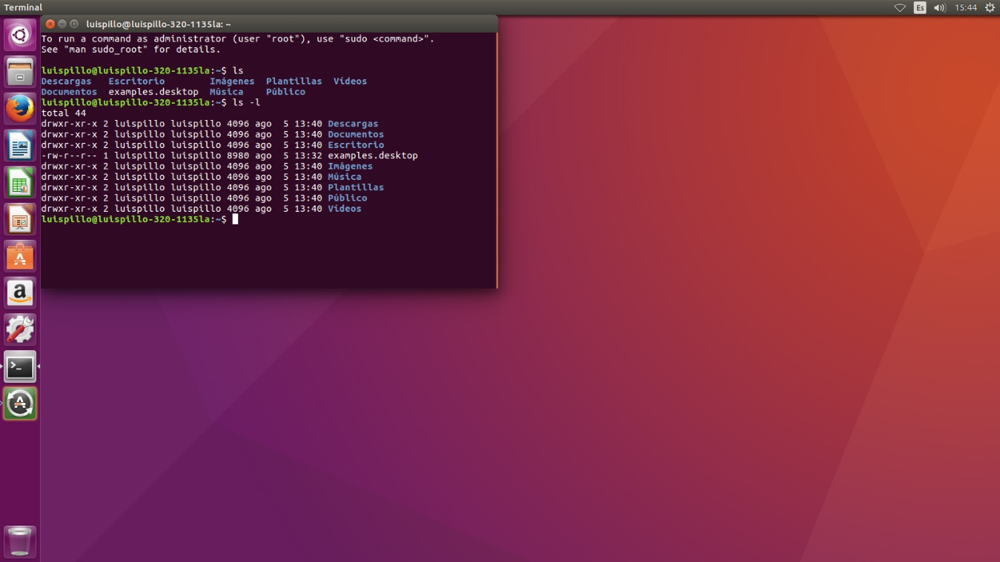 Terminal
Es
15:44
luispillo@luispillo-320-1135la: ~
To run a command as administrator (user "root"), use "sudo <command>".
See "man sudo_root" for details.
luispillo@luispillo-320-1135la:~$ ls
Descargas Escritorio Imágenes Plantillas Vídeos
Documentos examples.desktop Música Público
luispillo@luispillo-320-1135la:~$ ls -l
total 44
drwxr-xr-x 2 luispillo luispillo 4096 ago  5 13:40 Descargas
drwxr-xr-x 2 luispillo luispillo 4096 ago  5 13:40 Documentos
drwxr-xr-x 2 luispillo luispillo 4096 ago  5 13:40 Escritorio
-rw-r--r-- 1 luispillo luispillo 8980 ago  5 13:32 examples.desktop
drwxr-xr-x 2 luispillo luispillo 4096 ago  5 13:40 Imágenes
drwxr-xr-x 2 luispillo luispillo 4096 ago  5 13:40 Música
drwxr-xr-x 2 luispillo luispillo 4096 ago  5 13:40 Plantillas
drwxr-xr-x 2 luispillo luispillo 4096 ago  5 13:40 Público
drwxr-xr-x 2 luispillo luispillo 4096 ago  5 13:40 Vídeos
luispillo@luispillo-320-1135la:~$